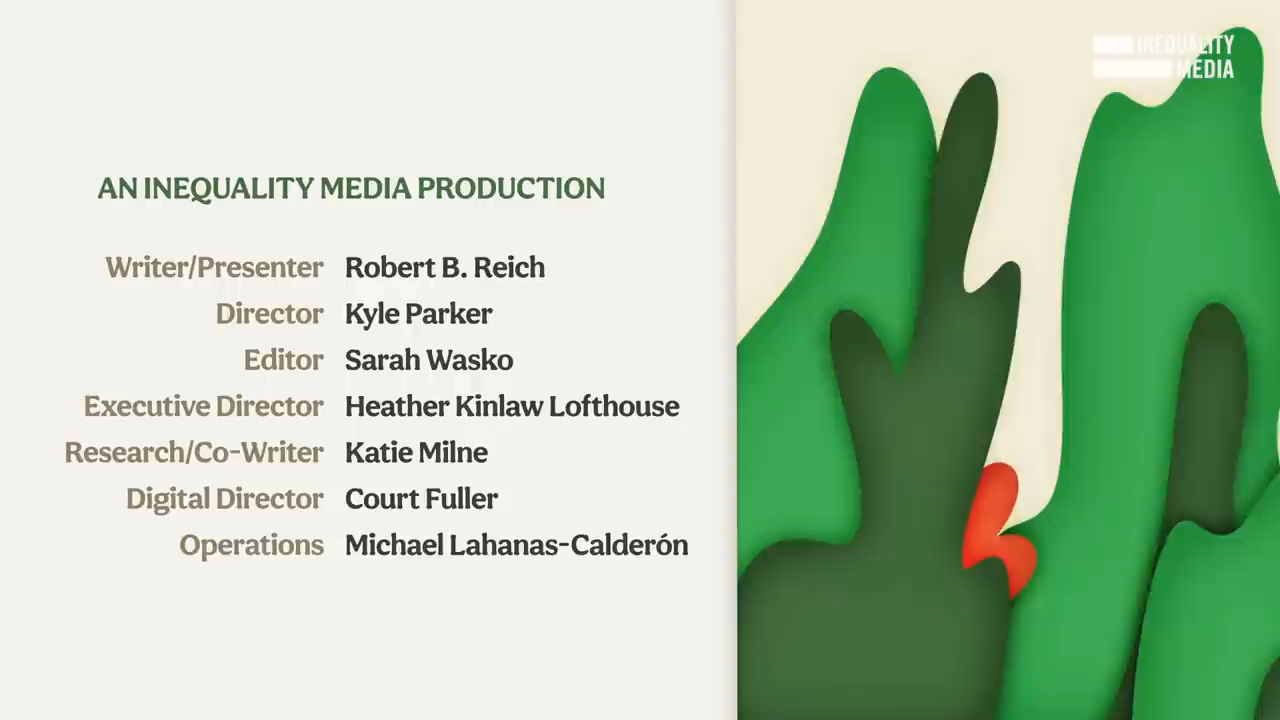 INEQUALITY
MEDIA
AN INEQUALITY MEDIA PRODUCTION
Writer/Presenter Robert B. Reich
Director Kyle Parker
Editor Sarah Wasko
Executive Director Heather Kinlaw Lofthouse
Research/Co-Writer Katie Milne
Digital Director Court Fuller
Operations Michael Lahanas-Calderón